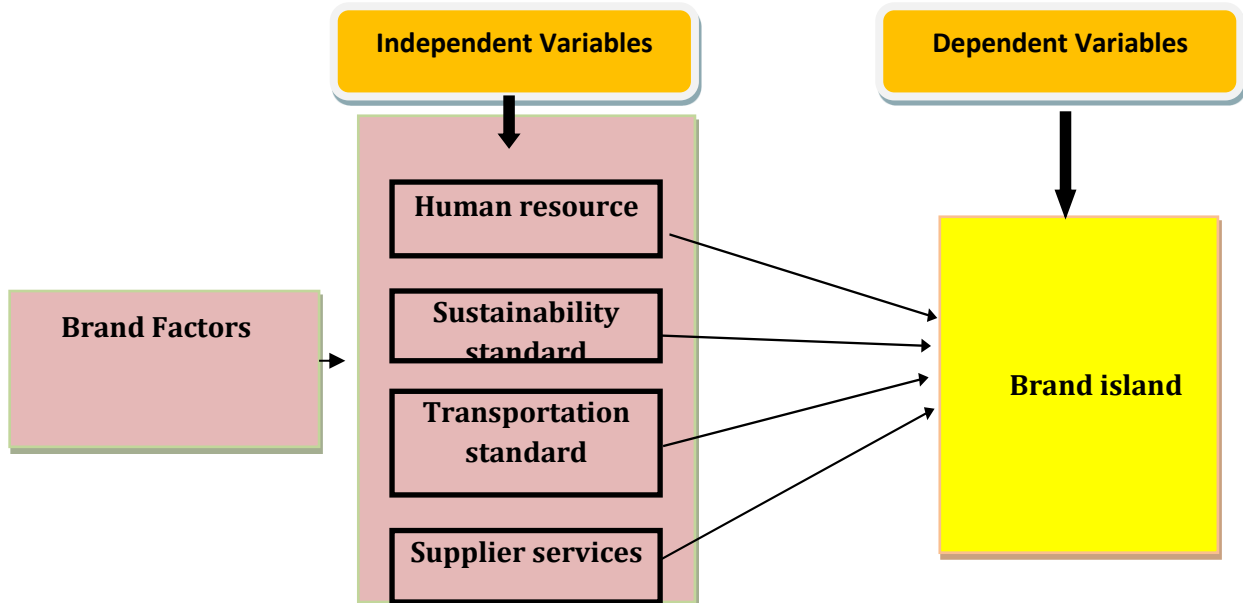 Independent Variables
Dependent Variables
Human resource
Sustainability
standard
Brand Factors
Transportation
standard
Brand island
Supplier services